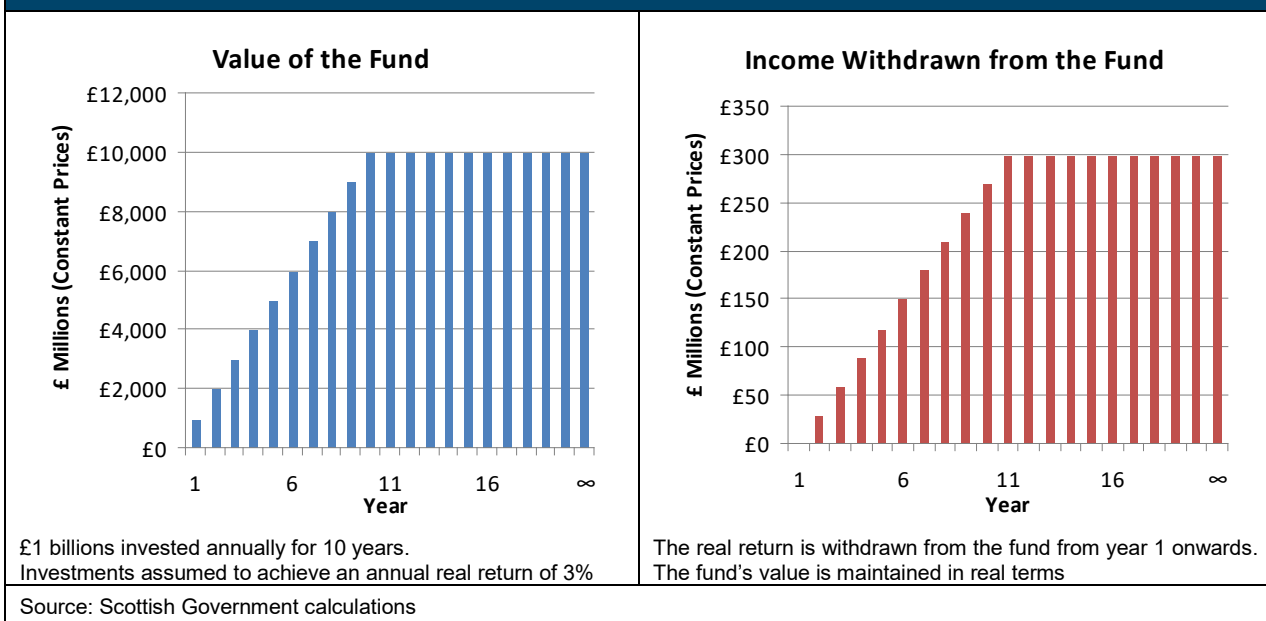 Value of the Fund
£ Millions (Constant Prices)
£12,000
£10,000
£8,000
£6,000
£4,000
£2,000
£0
1 6 11 16 ∞
Year
£1 billions invested annually for 10 years.
Investments assumed to achieve an annual real return of 3%
Income Withdrawn from the Fund
£ Millions (Constant Prices)
£350
£300
£250
£200
£150
£100
£50
£0
1 6 11 16 ∞
Year
The real return is withdrawn from the fund from year 1 onwards.
The fund's value is maintained in real terms
Source: Scottish Government calculations